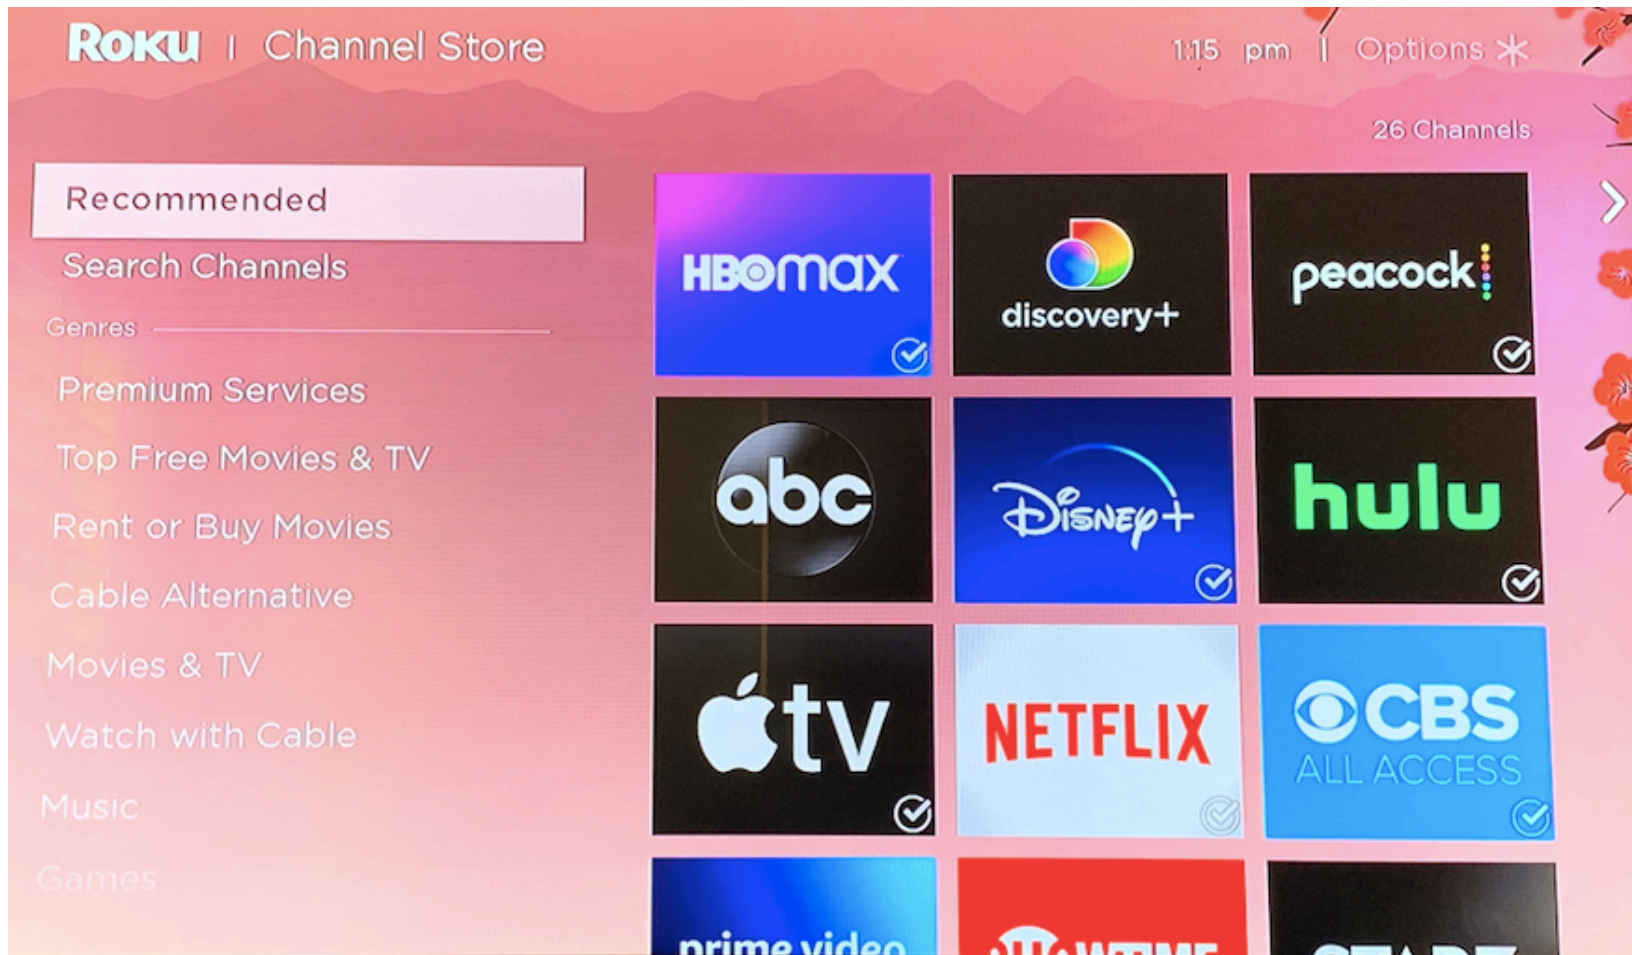 Roku | Channel Store
1:15 pm | Options
26 Channels
Recommended
Search Channels
Genres
Premium Services
Top Free Movies & TV
Rent or Buy Movies
Cable Alternative
Movies & TV
Watch with Cable
Music
Games
HBOmax
discovery+
peacock
abc
Disney+
hulu
tv
NETFLIX
CBS
ALL ACCESS
prime video
SHOWTIME
STARZ